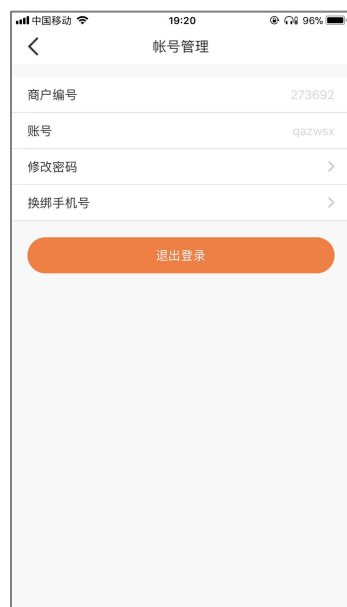 中国移动 19:20 96%
帐号管理
商户编号 273692
账号 qazwsx
修改密码
换绑手机号
退出登录